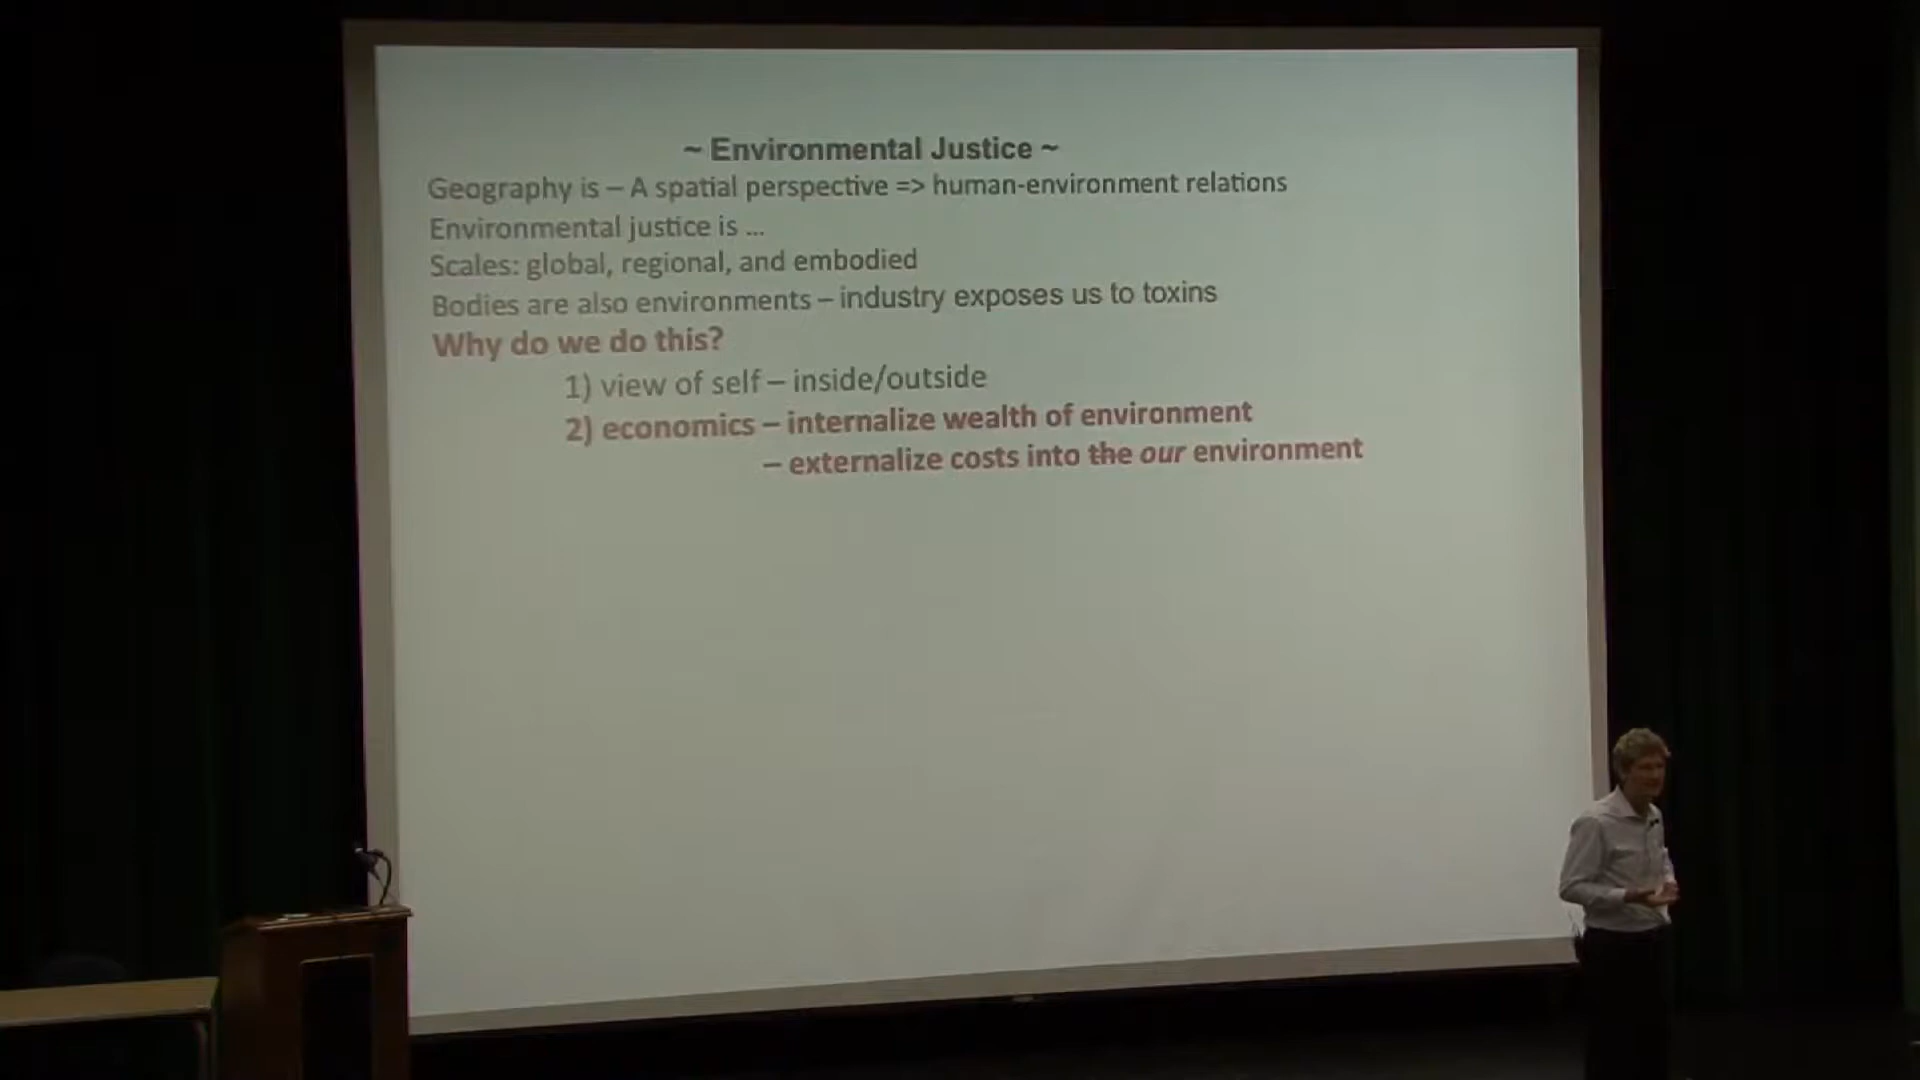 ~ Environmental Justice ~
Geography is – A spatial perspective => human-environment relations
Environmental justice is ...
Scales: global, regional, and embodied
Bodies are also environments – industry exposes us to toxins
Why do we do this?
1) view of self – inside/outside
2) economics – internalize wealth of environment
– externalize costs into the our environment